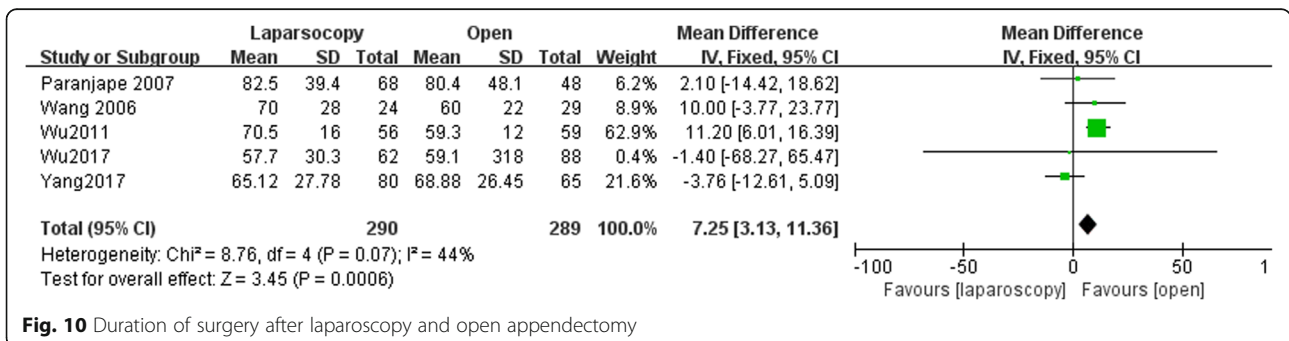 Laparsocopy Open Mean Difference Mean Difference
Study or Subgroup Mean SD Total Mean SD Total Weight IV, Fixed, 95% CI IV, Fixed, 95% CI
Paranjape 2007 82.5 39.4 68 80.4 48.1 48 6.2% 2.10 [-14.42, 18.62]
Wang 2006 70 28 24 60 22 29 8.9% 10.00 [-3.77, 23.77]
Wu2011 70.5 16 56 59.3 12 59 62.9% 11.20 [6.01, 16.39]
Wu2017 57.7 30.3 62 59.1 318 88 0.4% -1.40 [-68.27, 65.47]
Yang2017 65.12 27.78 80 68.88 26.45 65 21.6% -3.76 [-12.61, 5.09]
Total (95% CI) 290 289 100.0% 7.25 [3.13, 11.36]
Heterogeneity: Chi² = 8.76, df = 4 (P = 0.07); I² = 44%
Test for overall effect: Z = 3.45 (P = 0.0006)
-100 -50 0 50 1
Favours [laparoscopy] Favours [open]
Fig. 10 Duration of surgery after laparoscopy and open appendectomy